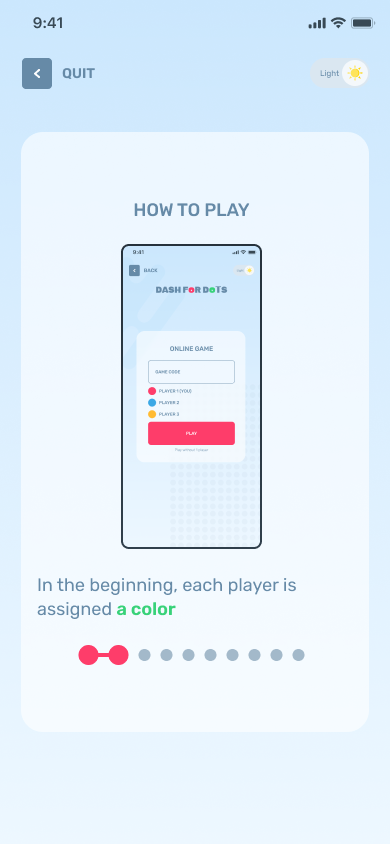 9:41
QUIT
Light
HOW TO PLAY
9:41
BACK
DASH FOR DOTS
ONLINE GAME
GAME CODE
PLAYER 1 (YOU)
PLAYER 2
PLAYER 3
PLAY
In the beginning, each player is
assigned a color